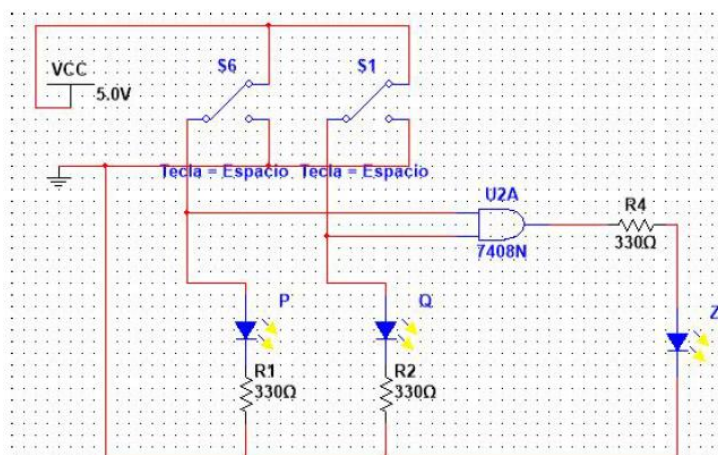 VCC
5.0V
S6
S1
Tecla = Espacio
Tecla = Espacio
U2A
7408N
R4
330Ω
P
Q
Z
R1
330Ω
R2
330Ω